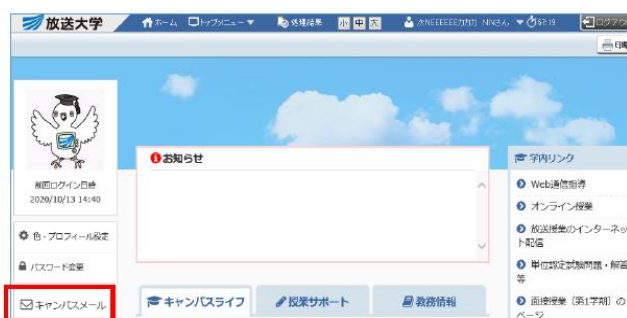 放送大学
ホーム
トップメニュー▼
処理結果
小 中 大
さん ▼
印刷
お知らせ
前回ログイン日時
2020/10/13 14:40
色・プロフィール設定
パスワード変更
キャンパスメール
キャンパスライフ
授業サポート
教務情報
学内リンク
Web通信指導
オンライン授業
放送授業のインターネッ
ト配信
単位認定試験問題・解答
等
面接授業（第1学期）の
ページ